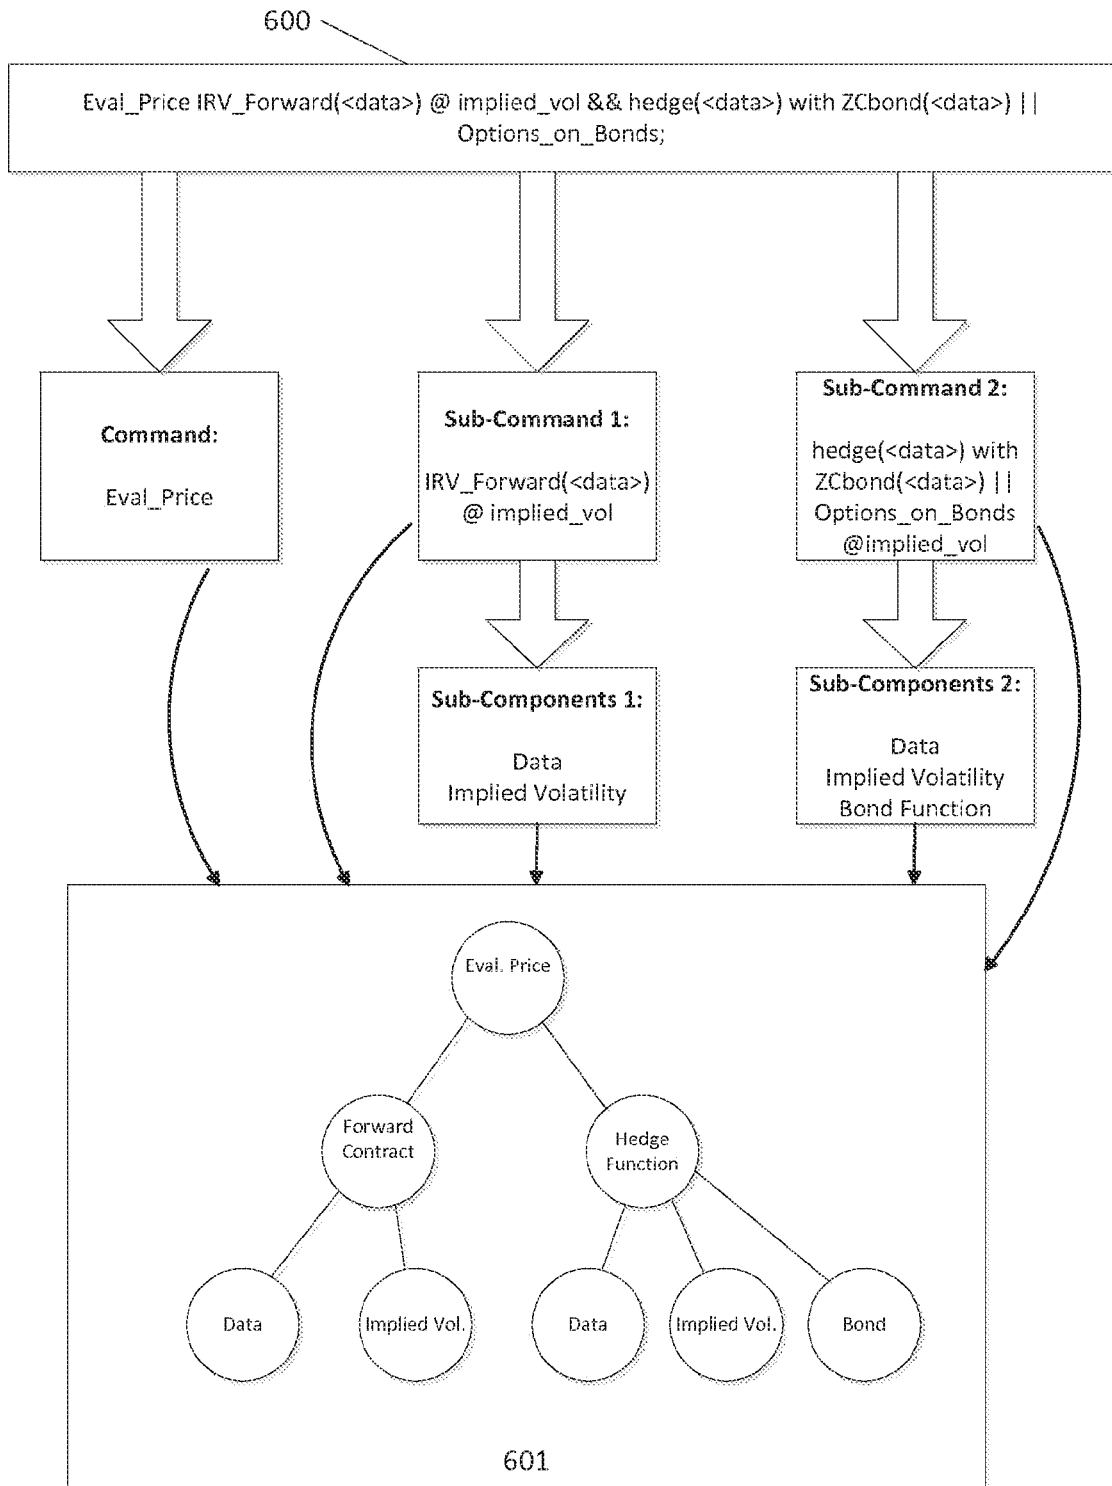 600
Eval_Price IRV_Forward(<data>) @ implied_vol && hedge(<data>) with ZCbond(<data>) ||
Options_on_Bonds;
Command:
Eval_Price
Sub-Command 1:
IRV_Forward(<data>)
@ implied_vol
Sub-Command 2:
hedge(<data>) with
ZCbond(<data>) ||
Options_on_Bonds
@implied_vol
Sub-Components 1:
Data
Implied Volatility
Sub-Components 2:
Data
Implied Volatility
Bond Function
Eval. Price
Forward
Contract
Hedge
Function
Data
Implied Vol.
Data
Implied Vol.
Bond
601